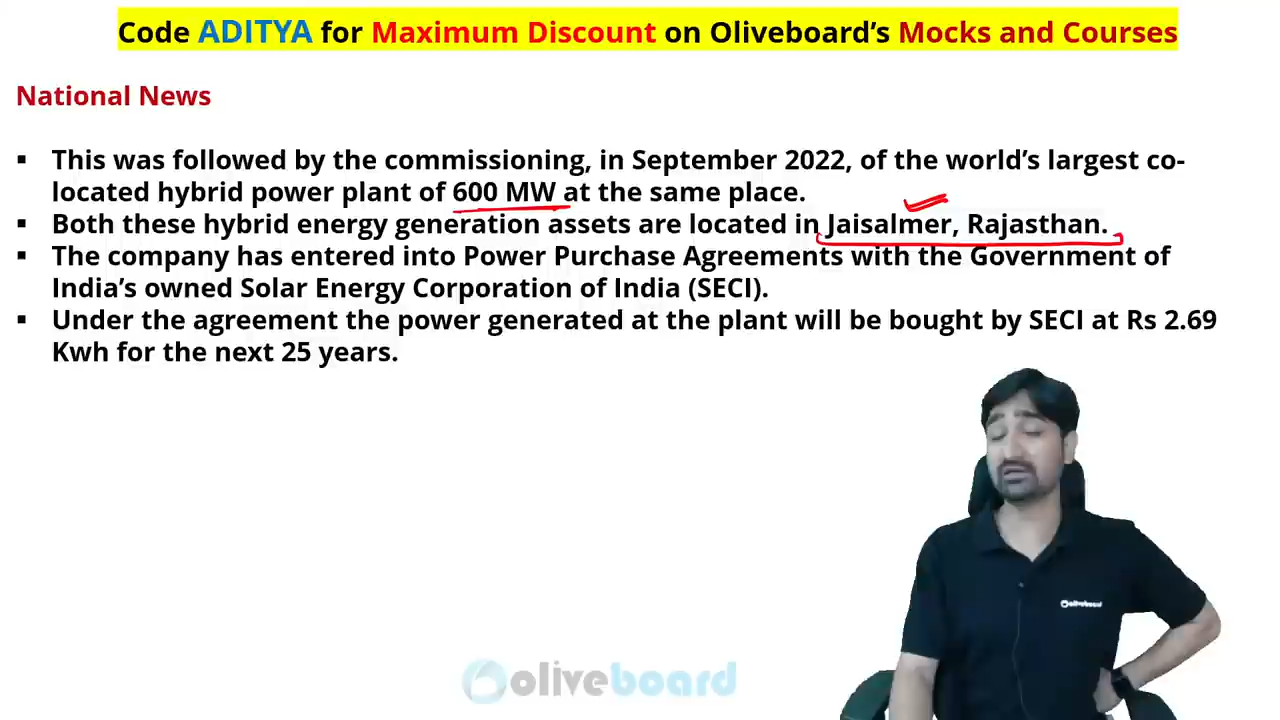 Code ADITYA for Maximum Discount on Oliveboard’s Mocks and Courses
National News
▪ This was followed by the commissioning, in September 2022, of the world’s largest co-
located hybrid power plant of 600 MW at the same place.
▪ Both these hybrid energy generation assets are located in Jaisalmer, Rajasthan.
▪ The company has entered into Power Purchase Agreements with the Government of
India’s owned Solar Energy Corporation of India (SECI).
▪ Under the agreement the power generated at the plant will be bought by SECI at Rs 2.69
Kwh for the next 25 years.
oliveboard
oliveboard